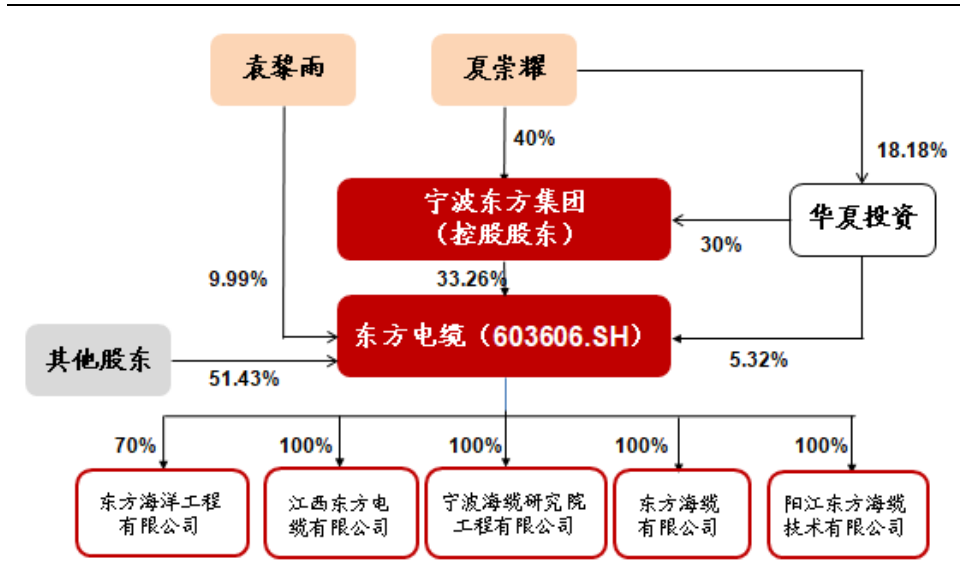 袁黎雨
夏崇耀
40%
18.18%
宁波东方集团
（控股股东）
华夏投资
30%
9.99%
33.26%
东方电缆（603606.SH）
其他股东
51.43%
5.32%
70%
100%
100%
100%
100%
东方海洋工程
有限公司
江西东方电
缆有限公司
宁波海缆研究院
工程有限公司
东方海缆
有限公司
阳江东方海缆
技术有限公司